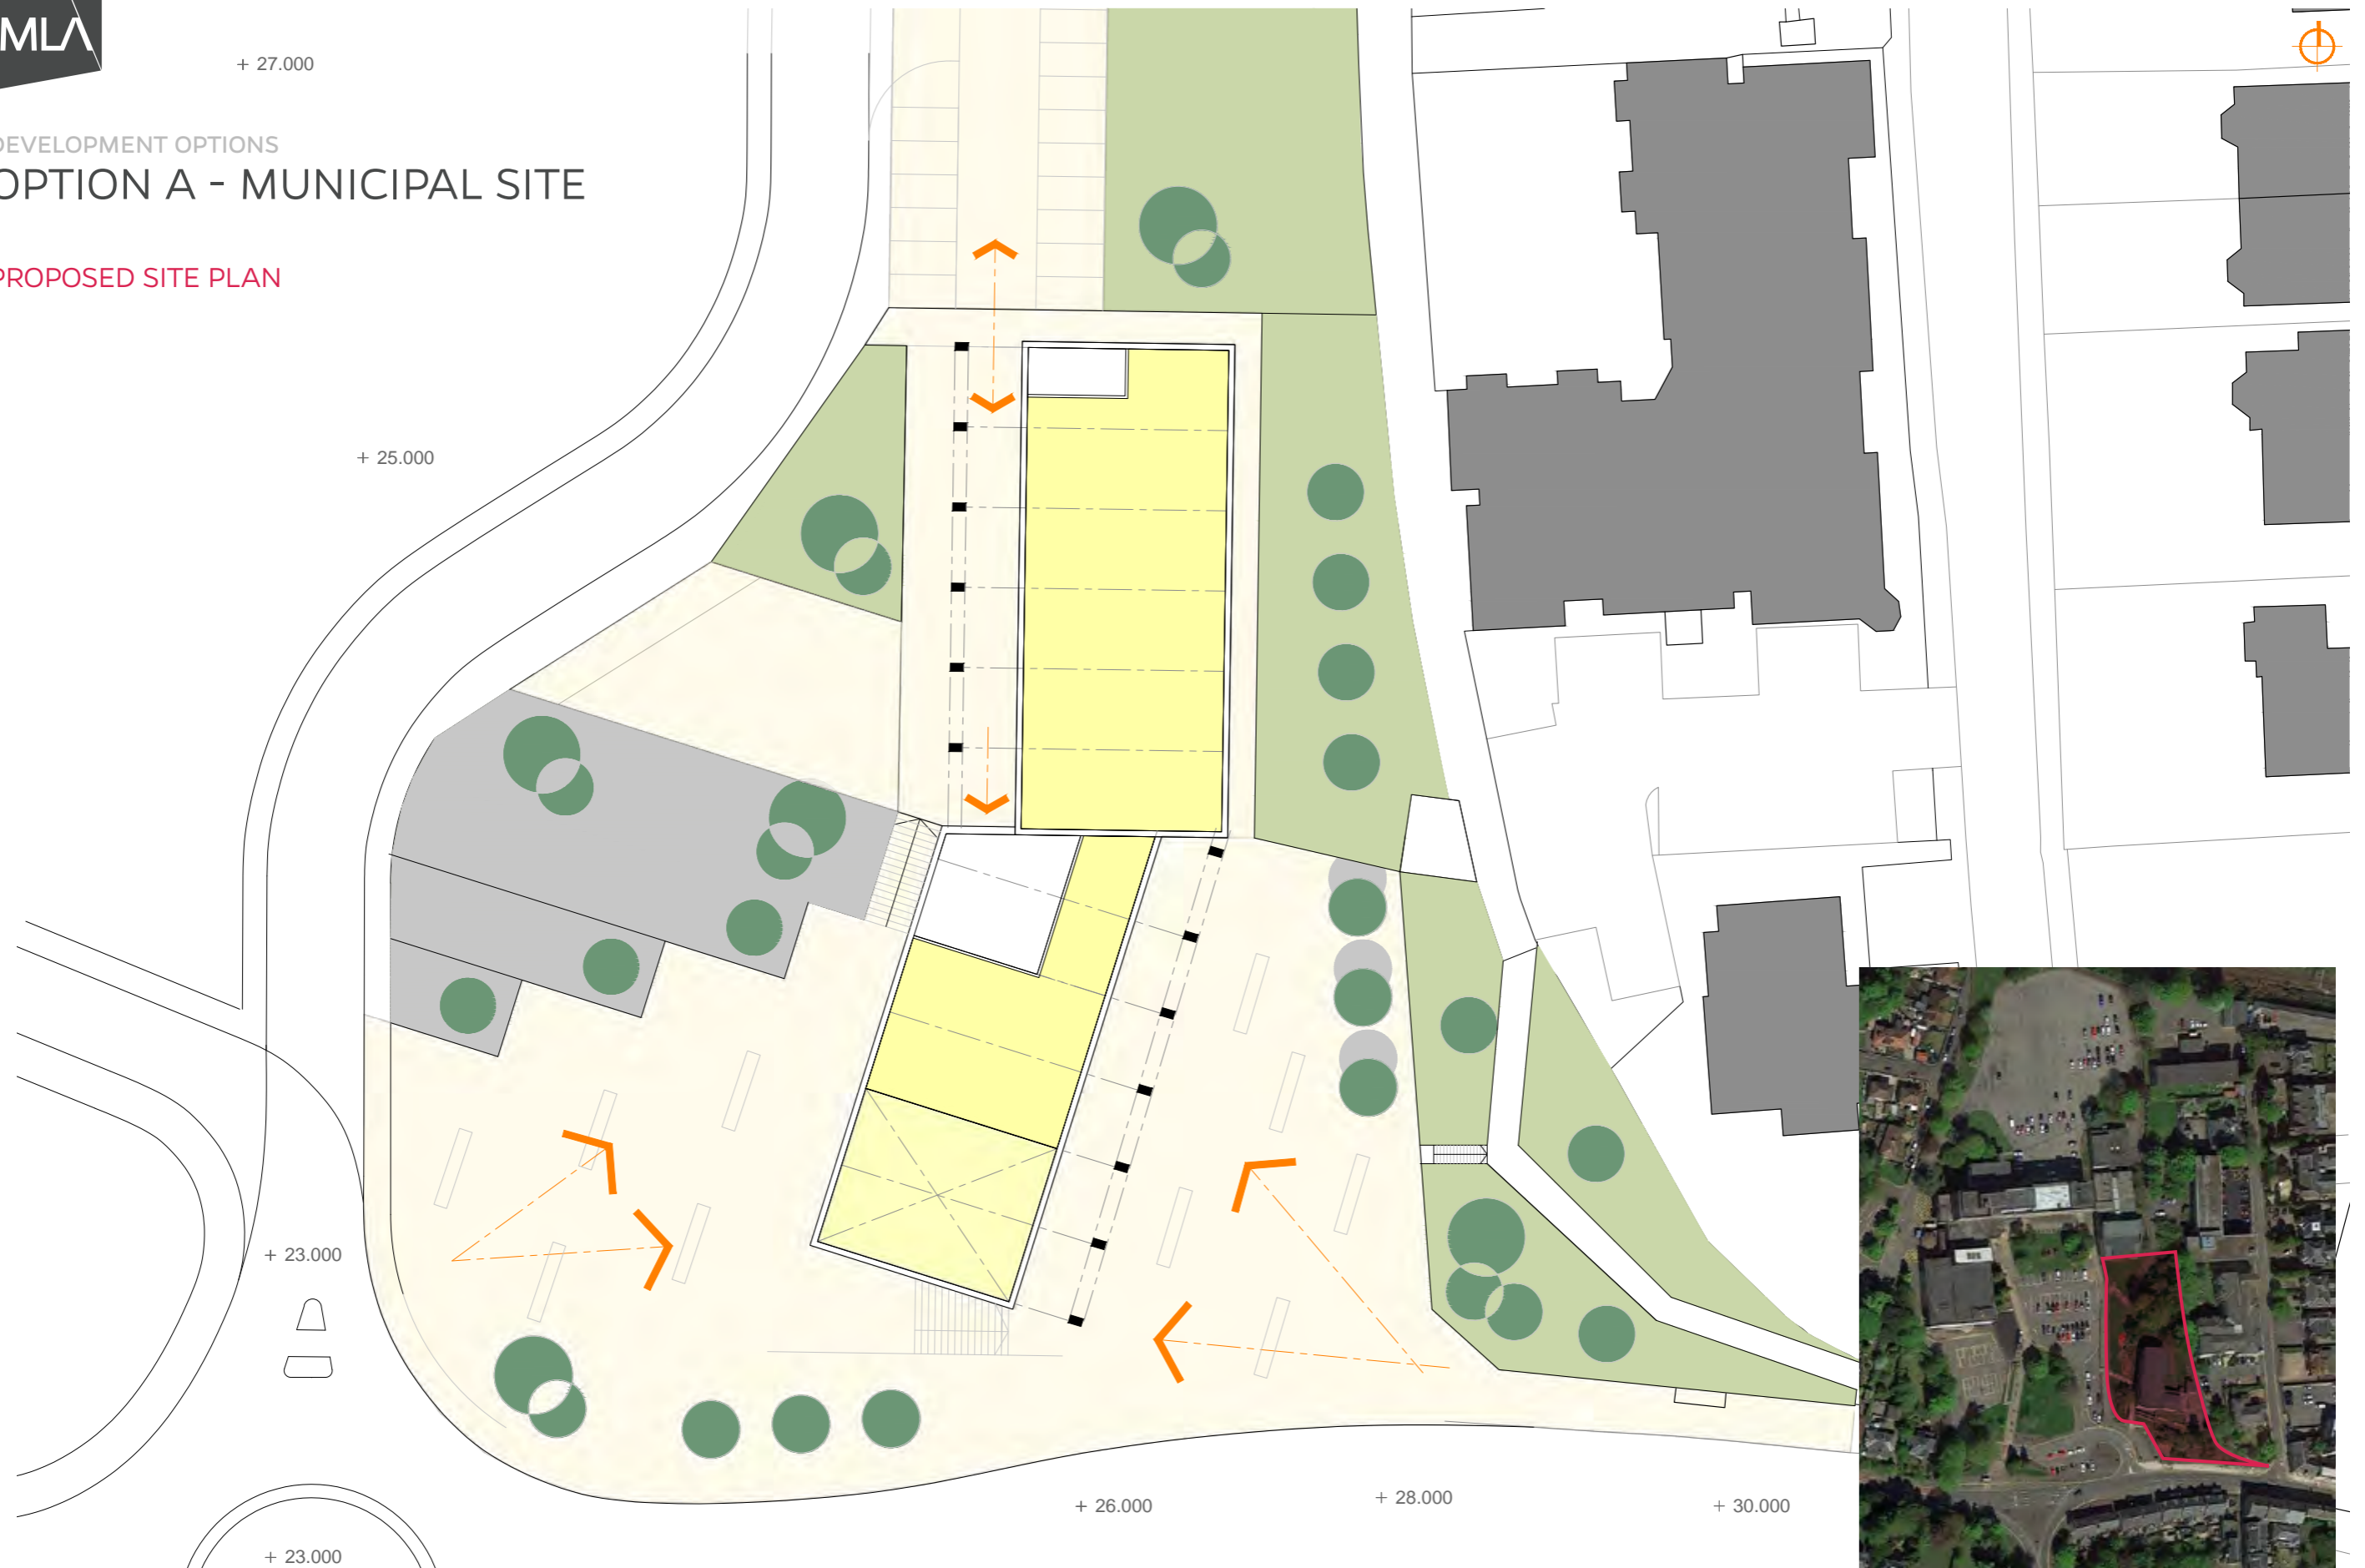 MLA
+ 27.000
DEVELOPMENT OPTIONS
OPTION A - MUNICIPAL SITE
PROPOSED SITE PLAN
+ 25.000
+ 23.000
+ 26.000
+ 28.000
+ 30.000
+ 23.000